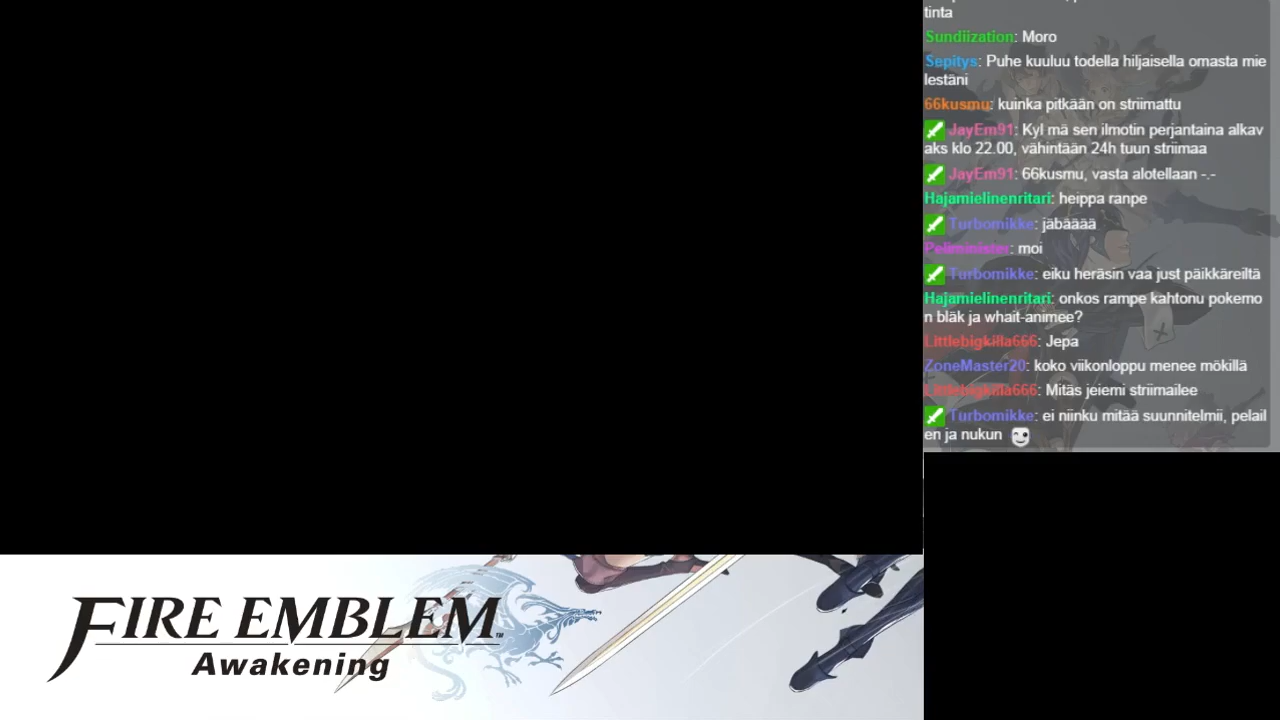 tinta
Sundiization: Moro
Sepitys: Puhe kuuluu todella hiljaisella omasta mie
lestäni
66kusmu: kuinka pitkään on striimattu
JayEm91: Kyl mä sen ilmotin perjantaina alkav
aks klo 22.00, vähintään 24h tuun striimaa
JayEm91: 66kusmu, vasta alotellaan -.-
Hajamielinenritari: heippa ranpe
Turbomikke: jäbääää
Peliminister: moi
Turbomikke: eiku heräsin vaa just päikkäreiltä
Hajamielinenritari: onkos rampe kahtonu pokemo
n bläk ja whait-animee?
Littlebigkilla666: Jepa
ZoneMaster20: koko viikonloppu menee mökillä
Littlebigkilla666: Mitäs jeiemi striimailee
Turbomikke: ei niinku mitää suunnitelmii, pelail
en ja nukun
FIRE EMBLEM™
Awakening